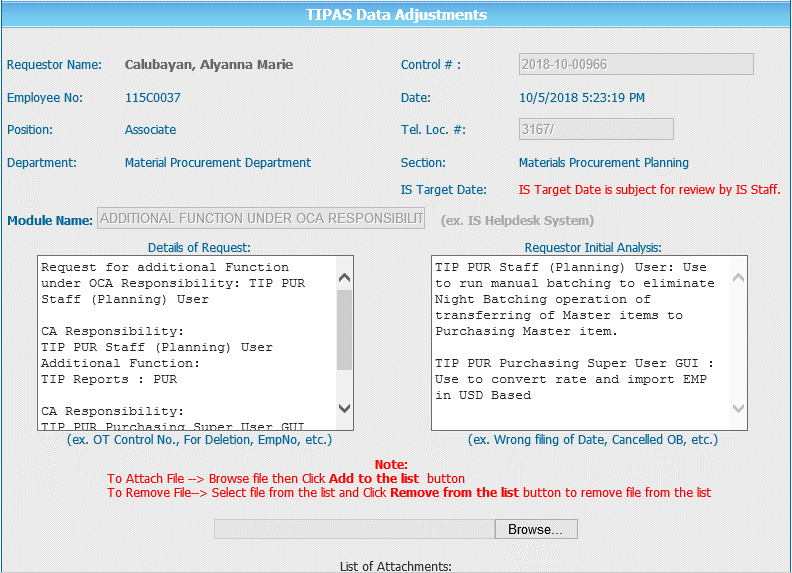 TIPAS Data Adjustments
Requestor Name: Calubayan, Alyanna Marie Control # : 2018-10-00966
Employee No: 115C0037 Date: 10/5/2018 5:23:19 PM
Position: Associate Tel. Loc. #: 3167/
Department: Material Procurement Department Section: Materials Procurement Planning
IS Target Date: IS Target Date is subject for review by IS Staff.
Module Name: ADDITIONAL FUNCTION UNDER OCA RESPONSIBILIT (ex. IS Helpdesk System)
Details of Request:
Request for additional Function
under OCA Responsibility: TIP PUR
Staff (Planning) User
CA Responsibility:
TIP PUR Staff (Planning) User
Additional Function:
TIP Reports : PUR
CA Responsibility:
TIP PUR Purchasing Super User GUI
(ex. OT Control No., For Deletion, EmpNo, etc.)
Requestor Initial Analysis:
TIP PUR Staff (Planning) User: Use
to run manual batching to eliminate
Night Batching operation of
transferring of Master items to
Purchasing Master item.
TIP PUR Purchasing Super User GUI :
Use to convert rate and import EMP
in USD Based
(ex. Wrong filing of Date, Cancelled OB, etc.)
Note:
To Attach File --> Browse file then Click Add to the list button
To Remove File--> Select file from the list and Click Remove from the list button to remove file from the list
Browse...
List of Attachments: